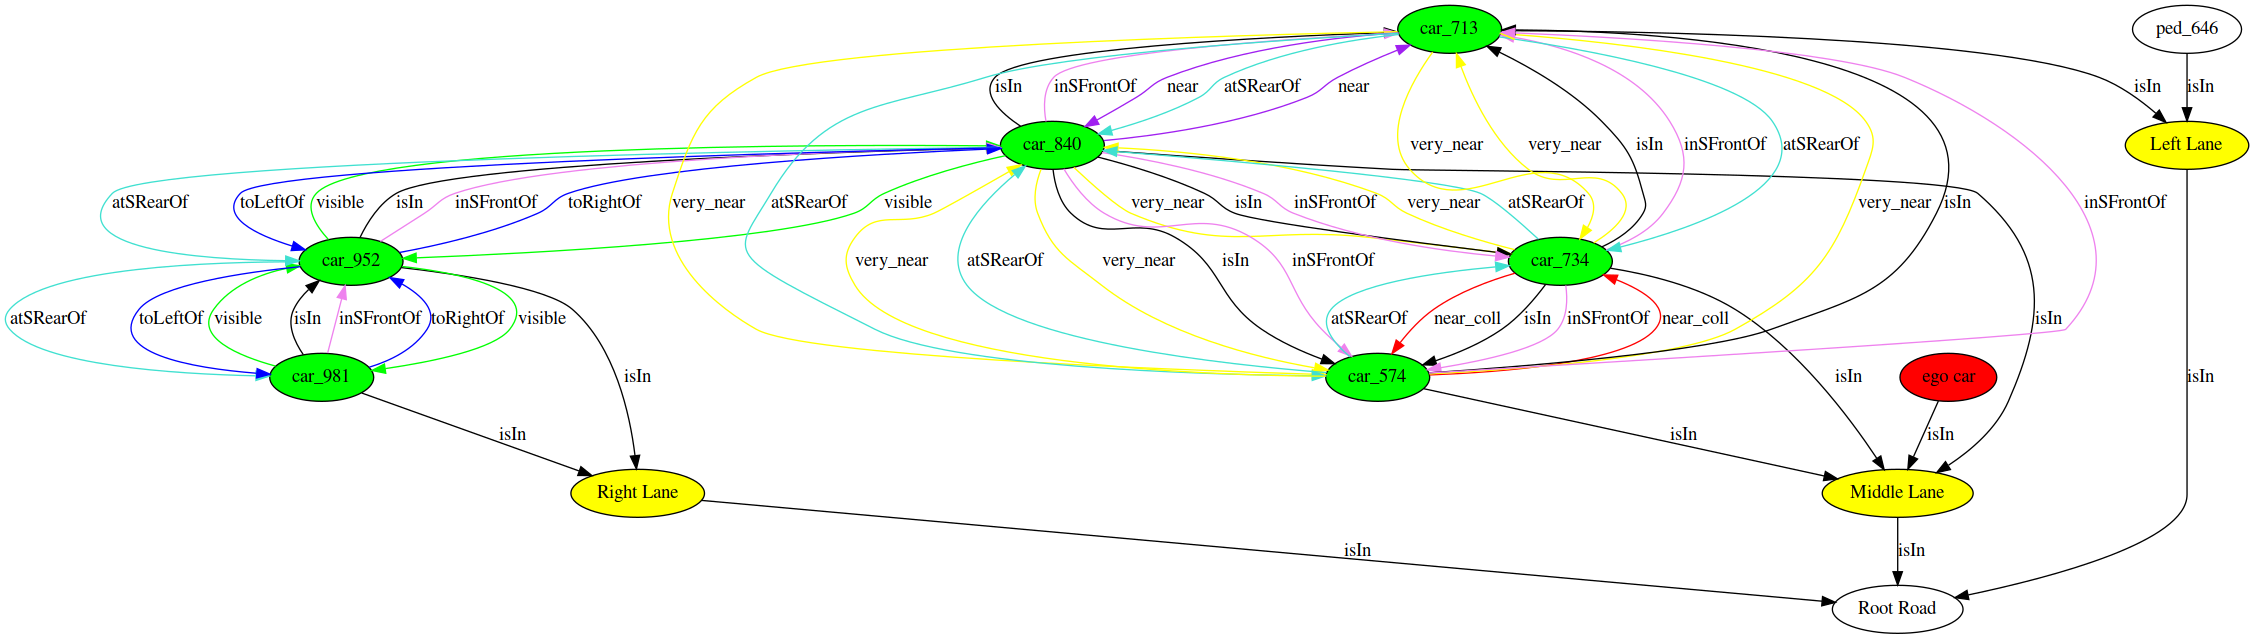 car_713
ped_646
isIn
inSFrontOf
near
atSRearOf
near
isIn
isIn
car_840
very_near
very_near
isIn
inSFrontOf
atSRearOf
Left Lane
atSRearOf
toLeftOf
visible
isIn
inSFrontOf
toRightOf
visible
very_near
atSRearOf
very_near
isIn
inSFrontOf
very_near
atSRearOf
very_near
isIn
inSFrontOf
car_952
very_near
atSRearOf
very_near
isIn
inSFrontOf
car_734
atSRearOf
toLeftOf
visible
isIn
inSFrontOf
toRightOf
visible
atSRearOf
near_coll
isIn
inSFrontOf
near_coll
isIn
car_981
isIn
car_574
isIn
ego car
isIn
isIn
isIn
isIn
Right Lane
Middle Lane
isIn
isIn
Root Road